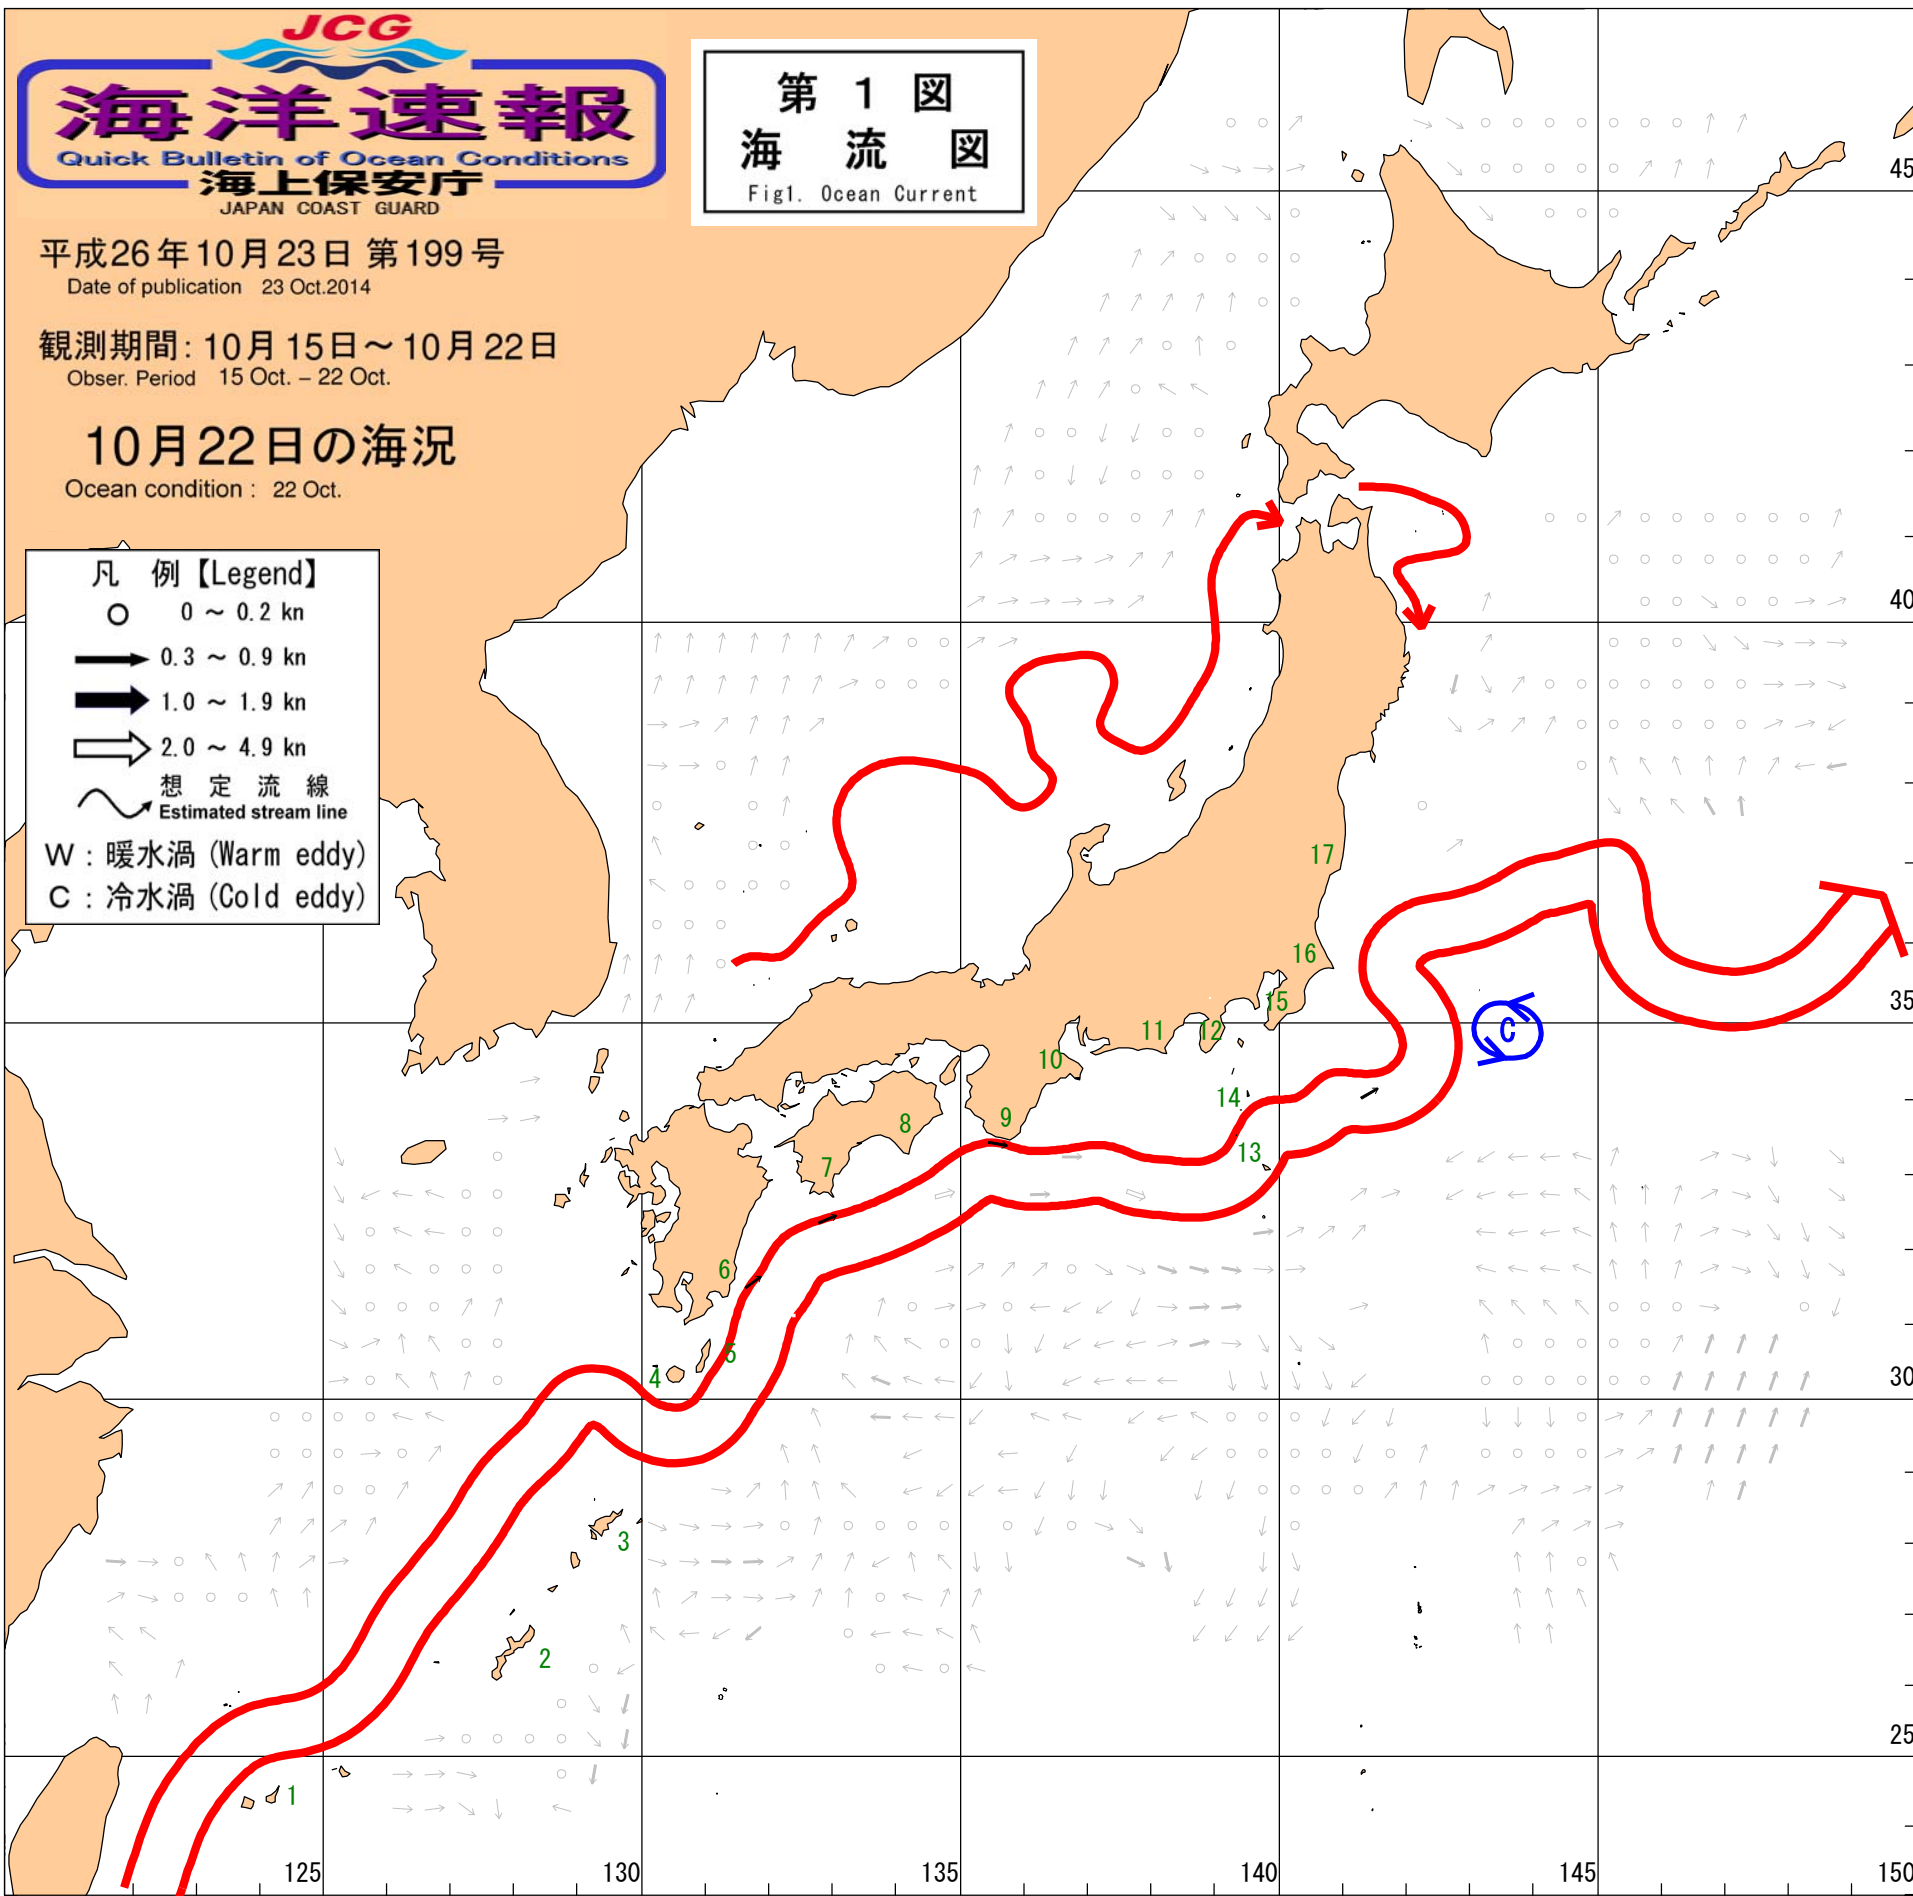 JCG
海洋速報
Quick Bulletin of Ocean Conditions
海上保安庁
JAPAN COAST GUARD
平成26年10月23日 第199号
Date of publication 23 Oct.2014
観測期間: 10月15日～10月22日
Obser. Period 15 Oct. – 22 Oct.
10月22日の海況
Ocean condition : 22 Oct.
第 1 図
海 流 図
Fig1. Ocean Current
凡 例【Legend】
0 ～ 0.2 kn
0.3 ～ 0.9 kn
1.0 ～ 1.9 kn
2.0 ～ 4.9 kn
想 定 流 線
Estimated stream line
W : 暖水渦 (Warm eddy)
C : 冷水渦 (Cold eddy)
45
40
35
30
25
17
16
15
12
11
10
14
13
9
8
7
6
5
4
3
2
1
C
125
130
135
140
145
150